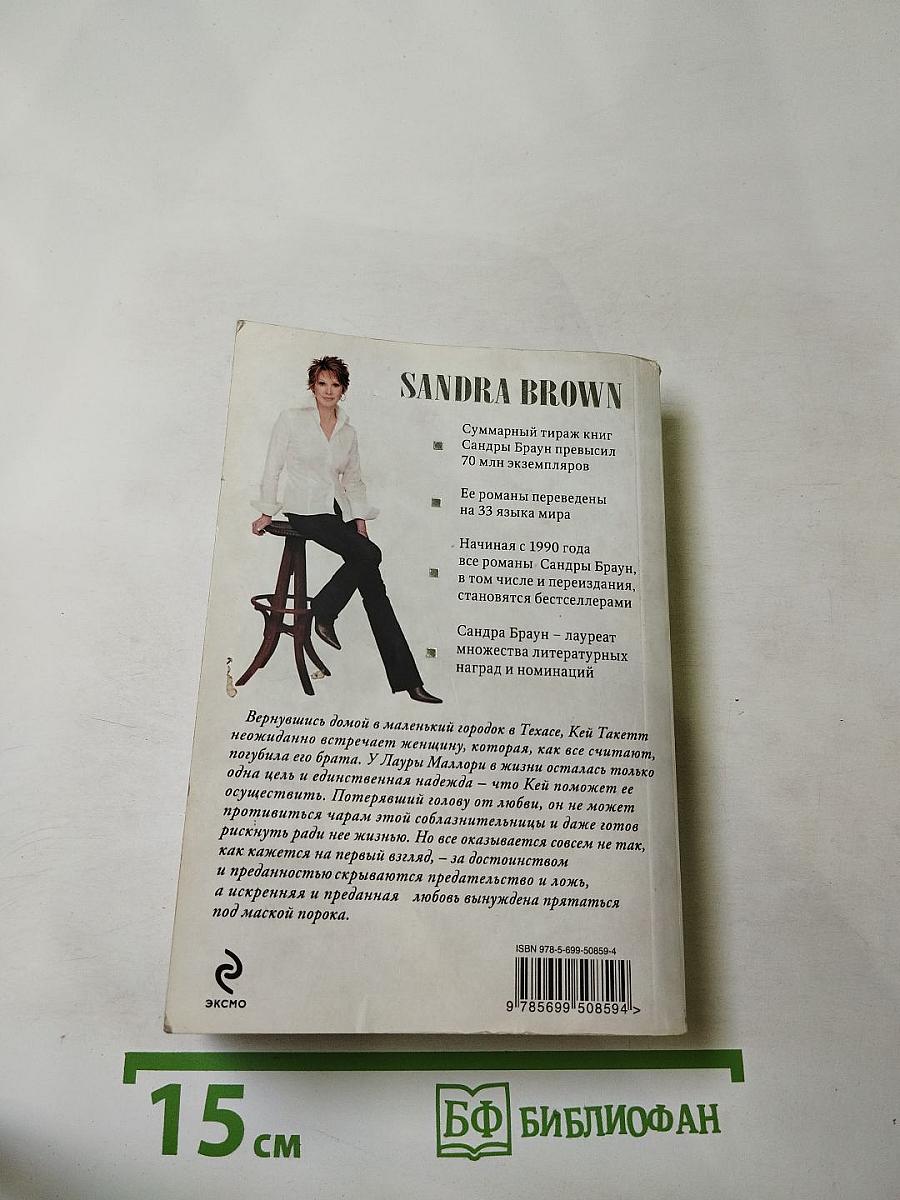 SANDRA BROWN
Суммарный тираж книг
Сандры Браун превысил
70 млн экземпляров
Ее романы переведены
на 33 языка мира
Начиная с 1990 года
все романы Сандры Браун,
в том числе и переиздания,
становятся бестселлерами
Сандра Браун – лауреат
множества литературных
наград и номинаций
Вернувшись домой в маленький городок в Техасе, Кей Такетт
неожиданно встречает женщину, которая, как все считают,
погубила его брата. У Лауры Маллори в жизни осталась только
одна цель и единственная надежда – что Кей поможет ее
осуществить. Потерявший голову от любви, он не может
противиться чарам этой соблазнительницы и даже готов
рискнуть ради нее жизнью. Но все оказывается совсем не так,
как кажется на первый взгляд, – за достоинством
и преданностью скрываются предательство и ложь,
а искренняя и преданная любовь вынуждена прятаться
под маской порока.
ЭКСМО
ISBN 978-5-699-50859-4
9 785699 508594 >
15 см
БФ БИБЛИОФАН